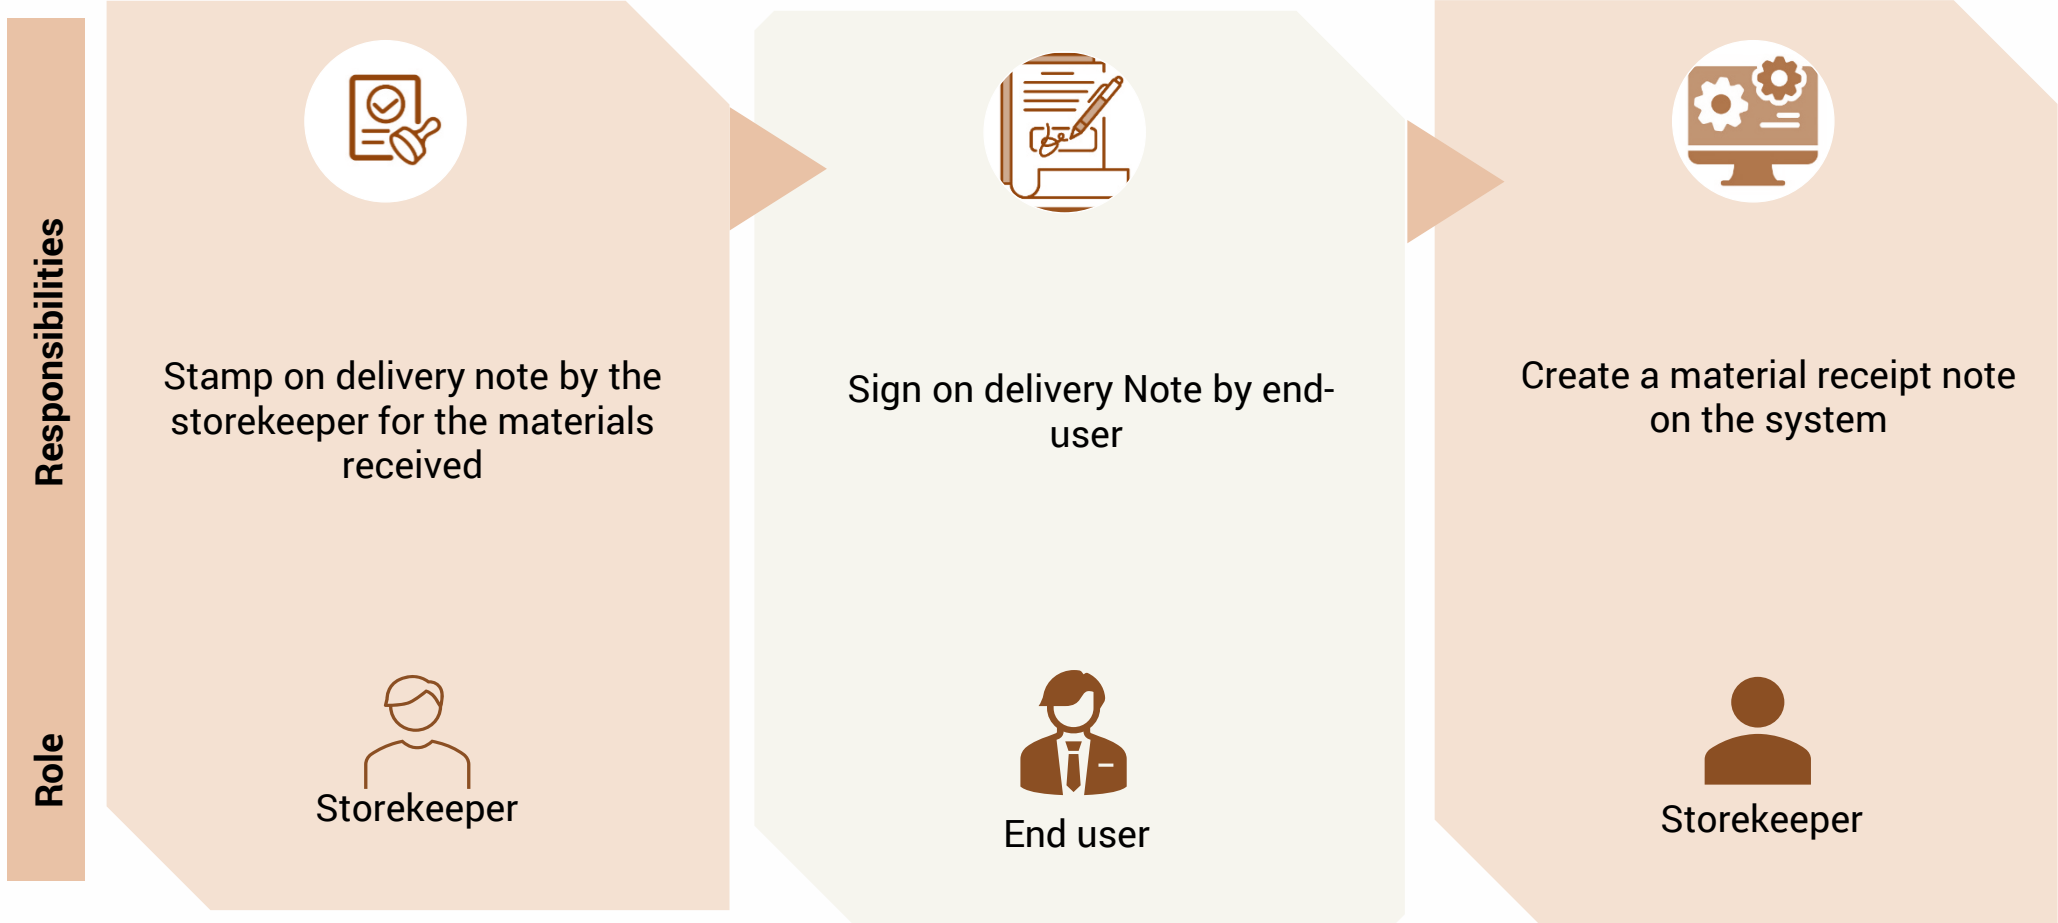 Responsibilities
Role
Stamp on delivery note by the
storekeeper for the materials
received
Storekeeper
Sign on delivery Note by end-
user
End user
Create a material receipt note
on the system
Storekeeper